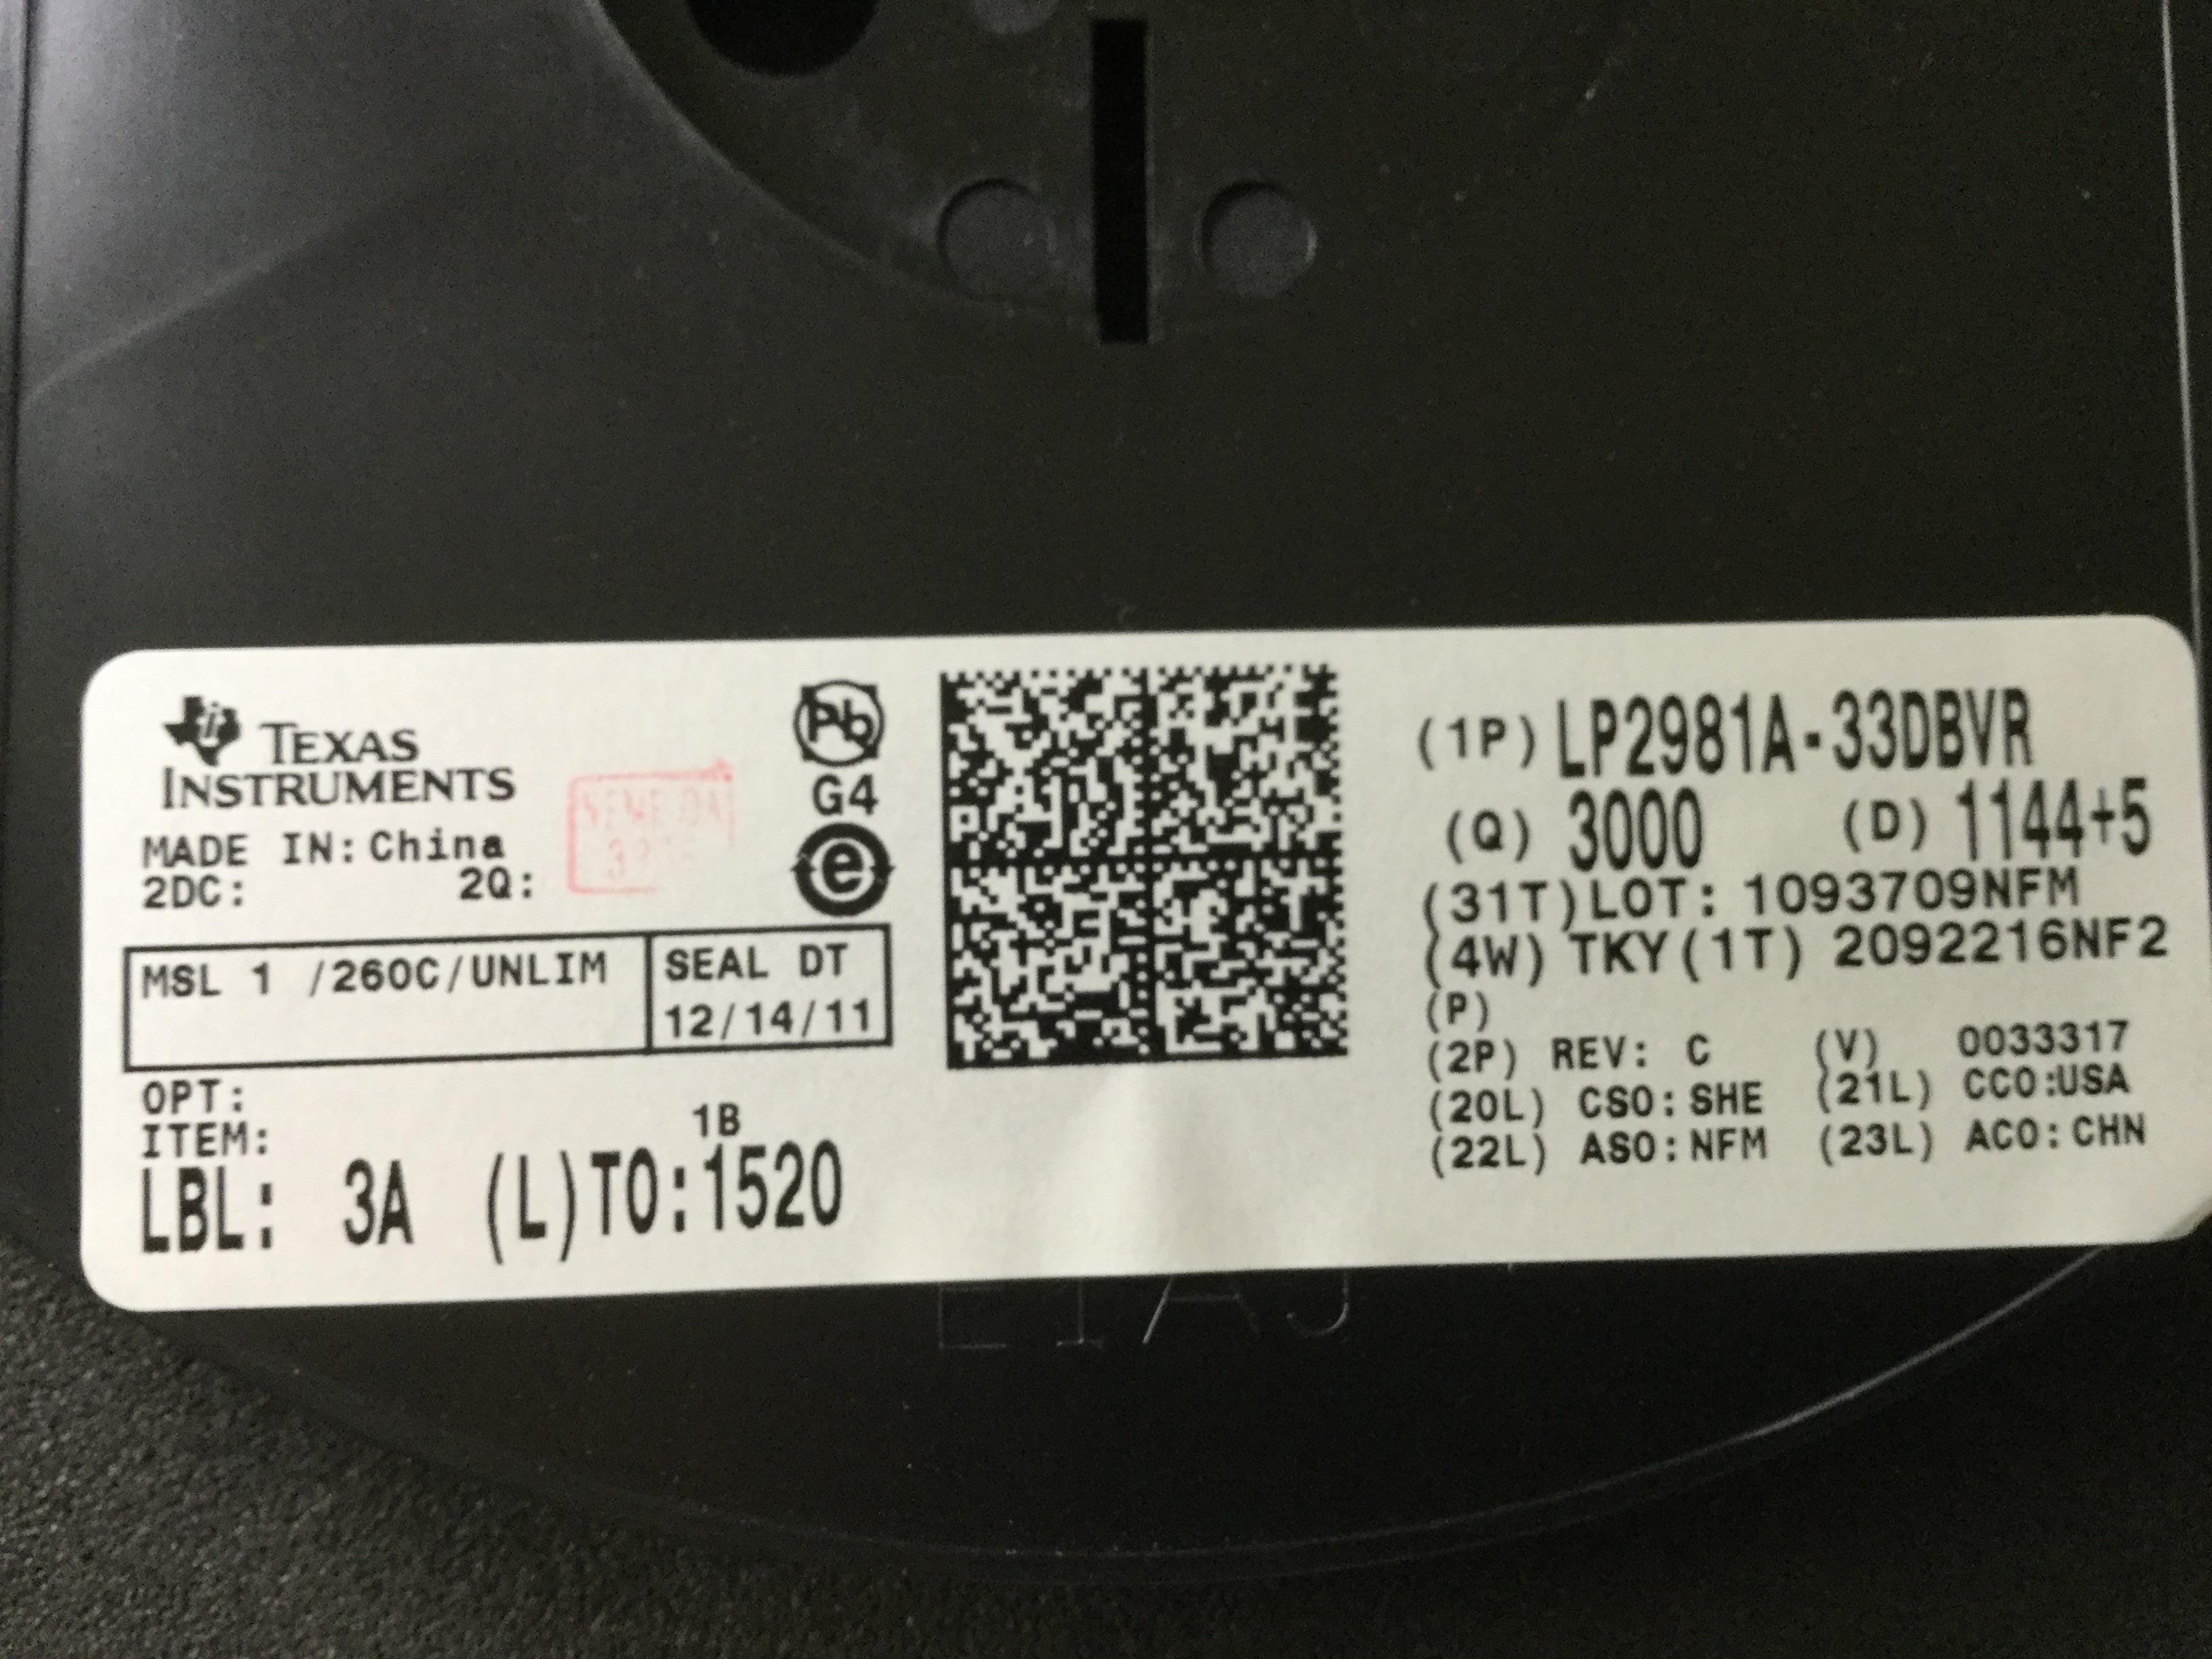 TEXAS
INSTRUMENTS
MADE IN: China
2DC: 2Q:
Pb
G4
e
MSL 1 /260C/UNLIM
SEAL DT
12/14/11
OPT:
ITEM:
1B
LBL: 3A (L)TO:1520
(1P) LP2981A-33DBVR
(Q) 3000 (D) 1144+5
(31T)LOT: 1093709NFM
(4W) TKY(1T) 2092216NF2
(P)
(2P) REV: C (V) 0033317
(20L) CSO:SHE (21L) CCO:USA
(22L) ASO:NFM (23L) ACO:CHN
EIAJ